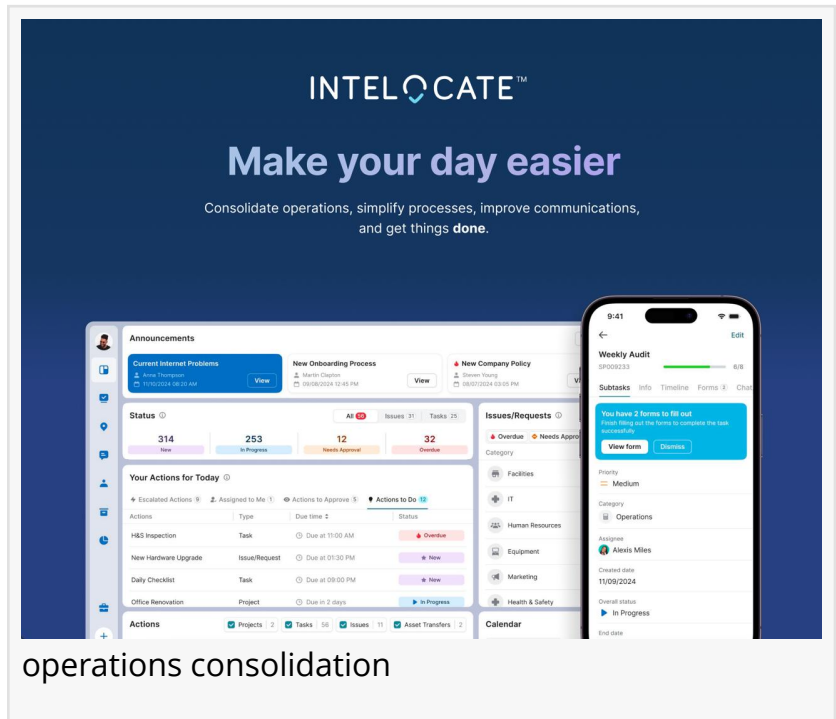 INTELOCATE™
Make your day easier
Consolidate operations, simplify processes, improve communications,
and get things done.
Announcements
Current Internet Problems
Anna Thompson
11/10/2024 08:20 AM
View
New Onboarding Process
Martin Clapton
09/08/2024 12:45 PM
View
New Company Policy
Steven Young
08/07/2024 03:05 PM
Status
All 56
Issues 31
Tasks 25
314
New
253
In Progress
12
Needs Approval
32
Overdue
Your Actions for Today
Escalated Actions 9
Assigned to Me 1
Actions to Approve 5
Actions to Do 12
Actions Type Due time Status
H&S Inspection Task Due at 11:00 AM Overdue
New Hardware Upgrade Issue/Request Due at 01:30 PM New
Daily Checklist Task Due at 09:00 PM New
Office Renovation Project Due in 2 days In Progress
Actions
Projects 2
Tasks 56
Issues 11
Asset Transfers 2
Issues/Requests
Overdue
Needs Appro
Category
Facilities
IT
Human Resources
Equipment
Marketing
Health & Safety
Calendar
9:41
Edit
Weekly Audit
SP009233
6/8
Subtasks Info Timeline Forms 2 Chat
You have 2 forms to fill out
Finish filling out the forms to complete the task
successfully
View form
Dismiss
Priority
Medium
Category
Operations
Assignee
Alexis Miles
Created date
11/09/2024
Overall status
In Progress
End date
operations consolidation